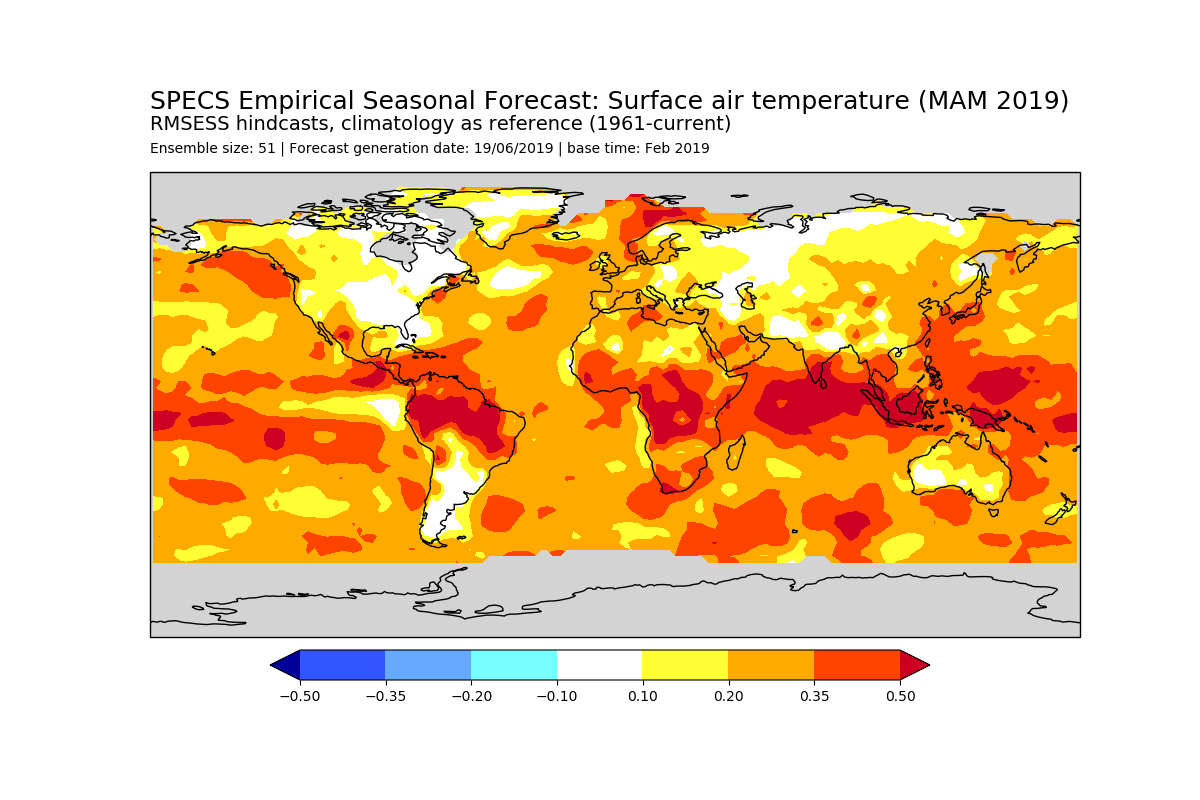 SPECS Empirical Seasonal Forecast: Surface air temperature (MAM 2019)
RMSESS hindcasts, climatology as reference (1961-current)
Ensemble size: 51 | Forecast generation date: 19/06/2019 | base time: Feb 2019
−0.50 −0.35 −0.20 −0.10 0.10 0.20 0.35 0.50